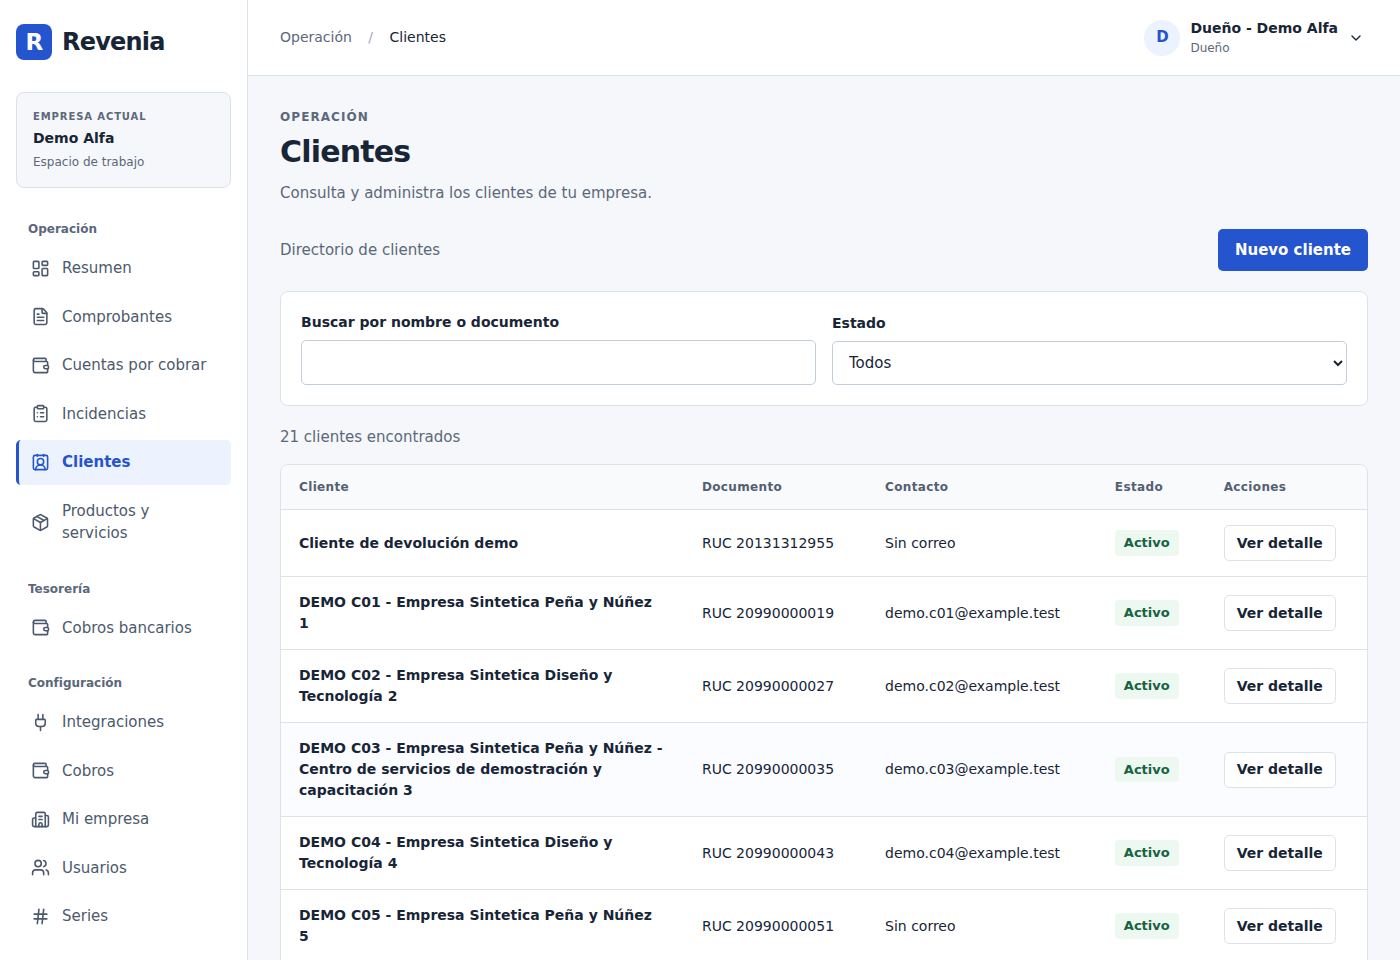 R Revenia
EMPRESA ACTUAL
Demo Alfa
Espacio de trabajo
Operación
Resumen
Comprobantes
Cuentas por cobrar
Incidencias
Clientes
Productos y
servicios
Tesorería
Cobros bancarios
Configuración
Integraciones
Cobros
Mi empresa
Usuarios
Series
Operación / Clientes
D
Dueño - Demo Alfa
Dueño
OPERACIÓN
Clientes
Consulta y administra los clientes de tu empresa.
Directorio de clientes
Nuevo cliente
Buscar por nombre o documento
Estado
Todos
21 clientes encontrados
Cliente Documento Contacto Estado Acciones
Cliente de devolución demo RUC 20131312955 Sin correo Activo Ver detalle
DEMO C01 - Empresa Sintetica Peña y Núñez
1
RUC 20990000019 demo.c01@example.test Activo Ver detalle
DEMO C02 - Empresa Sintetica Diseño y
Tecnología 2
RUC 20990000027 demo.c02@example.test Activo Ver detalle
DEMO C03 - Empresa Sintetica Peña y Núñez -
Centro de servicios de demostración y
capacitación 3
RUC 20990000035 demo.c03@example.test Activo Ver detalle
DEMO C04 - Empresa Sintetica Diseño y
Tecnología 4
RUC 20990000043 demo.c04@example.test Activo Ver detalle
DEMO C05 - Empresa Sintetica Peña y Núñez
5
RUC 20990000051 Sin correo Activo Ver detalle